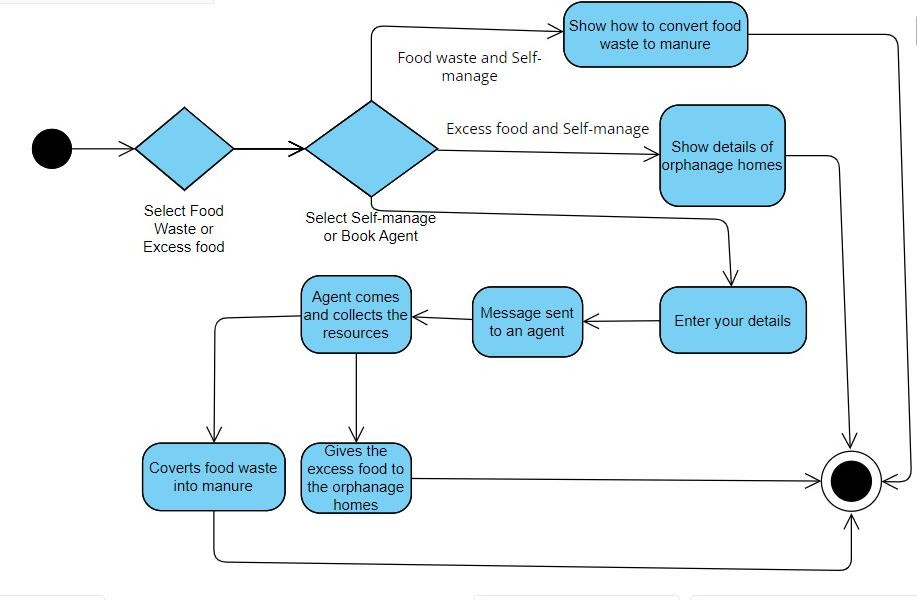 Show how to convert food
waste to manure
Food waste and Self-
manage
Excess food and Self-manage
Show details of
orphanage homes
Select Food
Waste or
Excess food
Select Self-manage
or Book Agent
Agent comes
and collects the
resources
Message sent
to an agent
Enter your details
Coverts food waste
into manure
Gives the
excess food to
the orphanage
homes